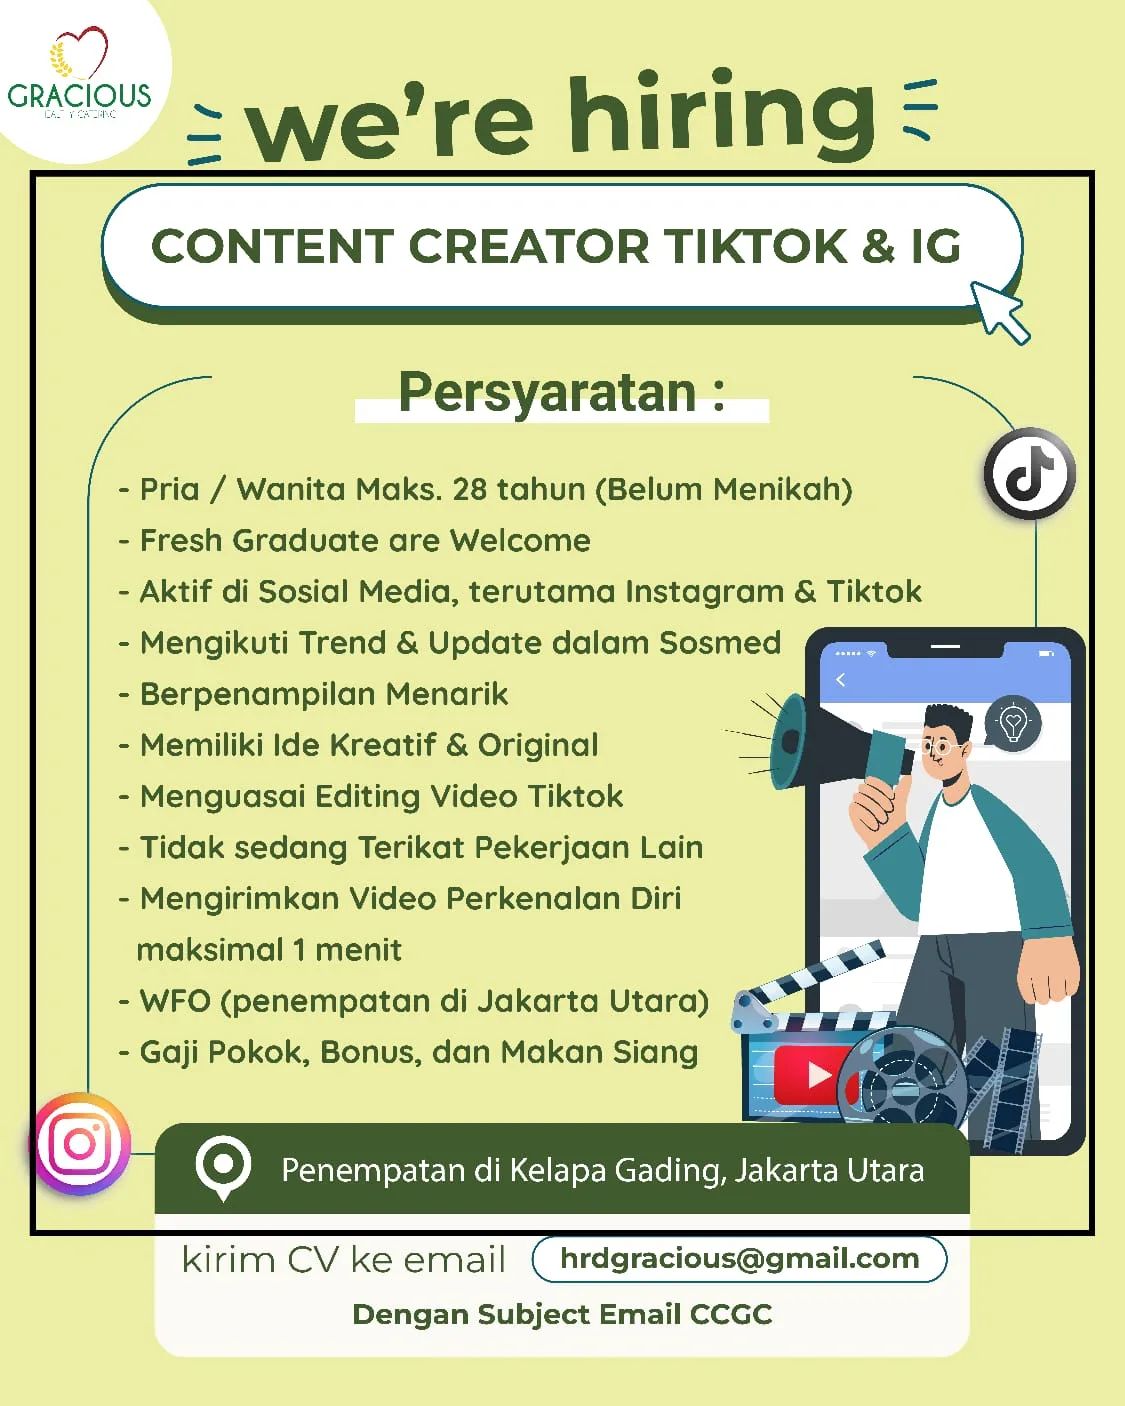 GRACIOUS
we're hiring
CONTENT CREATOR TIKTOK & IG
Persyaratan :
- Pria / Wanita Maks. 28 tahun (Belum Menikah)
- Fresh Graduate are Welcome
- Aktif di Sosial Media, terutama Instagram & Tiktok
- Mengikuti Trend & Update dalam Sosmed
- Berpenampilan Menarik
- Memiliki Ide Kreatif & Original
- Menguasai Editing Video Tiktok
- Tidak sedang Terikat Pekerjaan Lain
- Mengirimkan Video Perkenalan Diri
maksimal 1 menit
- WFO (penempatan di Jakarta Utara)
- Gaji Pokok, Bonus, dan Makan Siang
Penempatan di Kelapa Gading, Jakarta Utara
kirim CV ke email hrdgracious@gmail.com
Dengan Subject Email CCGC